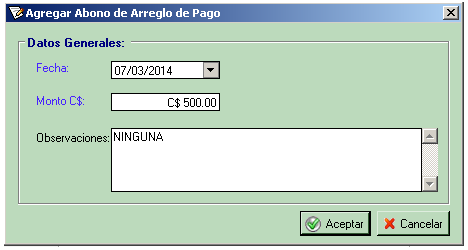 Agregar Abono de Arreglo de Pago
Datos Generales:
Fecha: 07/03/2014
Monto C$: C$ 500.00
Observaciones: NINGUNA
Aceptar Cancelar